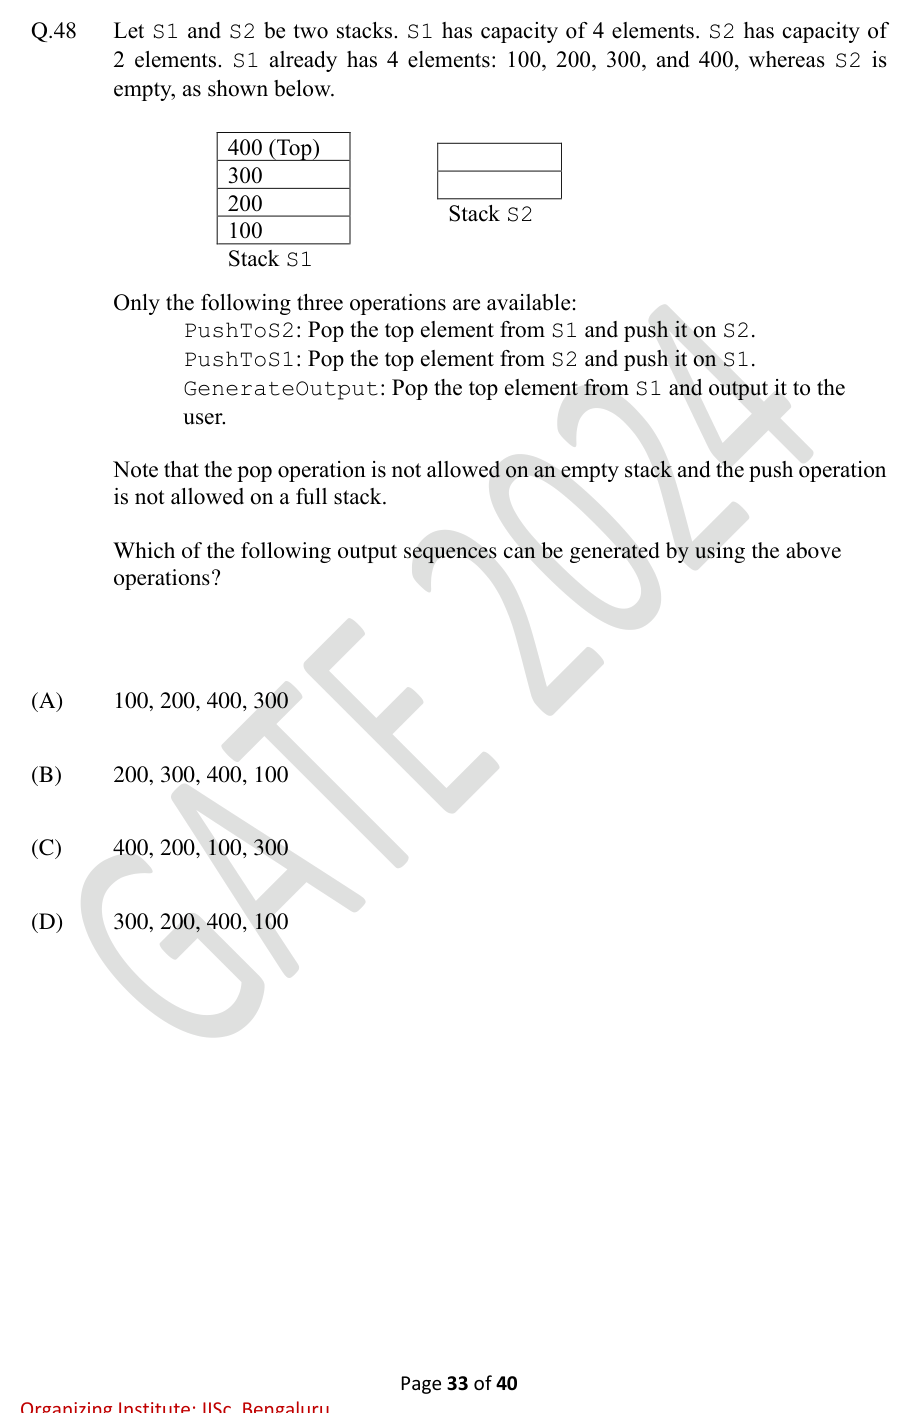 Q.48 Let S1 and S2 be two stacks. S1 has capacity of 4 elements. S2 has capacity of
2 elements. S1 already has 4 elements: 100, 200, 300, and 400, whereas S2 is
empty, as shown below.
400 (Top)
300
200
100
Stack S1
Stack S2
Only the following three operations are available:
PushToS2: Pop the top element from S1 and push it on S2.
PushToS1: Pop the top element from S2 and push it on S1.
GenerateOutput: Pop the top element from S1 and output it to the
user.
Note that the pop operation is not allowed on an empty stack and the push operation
is not allowed on a full stack.
Which of the following output sequences can be generated by using the above
operations?
(A) 100, 200, 400, 300
(B) 200, 300, 400, 100
(C) 400, 200, 100, 300
(D) 300, 200, 400, 100
GATE 2024
Page 33 of 40
Organizing Institute: IISc, Bengaluru